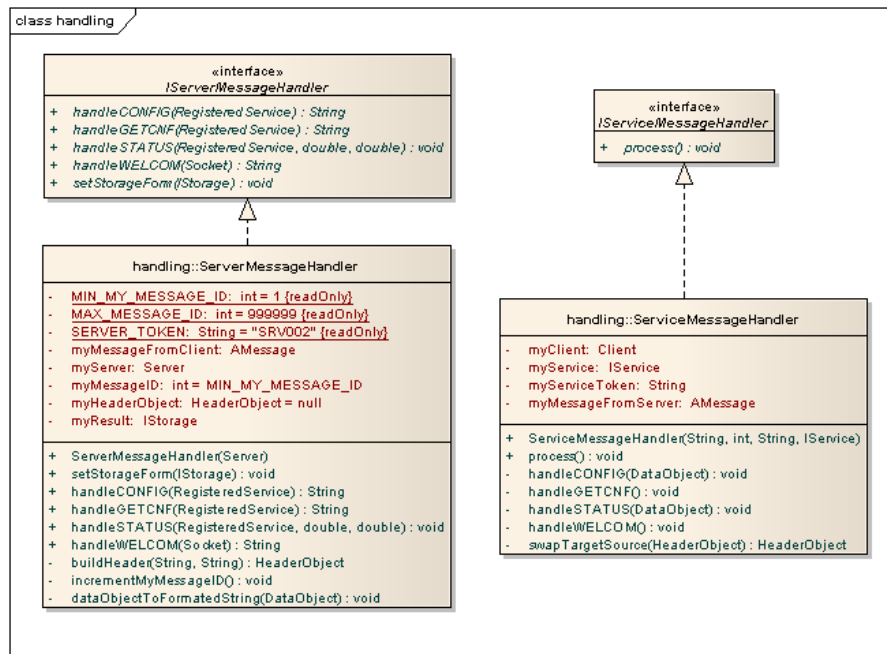 class handling
«interface»
IServerMessageHandler
+ handleCONFIG(RegisteredService) : String
+ handleGETCNF(RegisteredService) : String
+ handleSTATUS(RegisteredService, double, double) : void
+ handleWELCOM(Socket) : String
+ setStorageForm(IStorage) : void
«interface»
IServiceMessageHandler
+ process() : void
handling::ServerMessageHandler
- MIN_MY_MESSAGE_ID: int = 1 {readOnly}
- MAX_MESSAGE_ID: int = 999999 {readOnly}
- SERVER_TOKEN: String = "SRV002" {readOnly}
- myMessageFromClient: AMessage
- myServer: Server
- myMessageID: int = MIN_MY_MESSAGE_ID
- myHeaderObject: HeaderObject = null
- myResult: IStorage
+ ServerMessageHandler(Server)
+ setStorageForm(IStorage) : void
+ handleCONFIG(RegisteredService) : String
+ handleGETCNF(RegisteredService) : String
+ handleSTATUS(RegisteredService, double, double) : void
+ handleWELCOM(Socket) : String
- buildHeader(String, String) : HeaderObject
- incrementMyMessageID() : void
- dataObjectToFormatedString(DataObject) : void
handling::ServiceMessageHandler
- myClient: Client
- myService: IService
- myServiceToken: String
- myMessageFromServer: AMessage
+ ServiceMessageHandler(String, int, String, IService)
+ process() : void
- handleCONFIG(DataObject) : void
- handleGETCNF() : void
- handleSTATUS(DataObject) : void
- handleWELCOM() : void
- swapTargetSource(HeaderObject) : HeaderObject